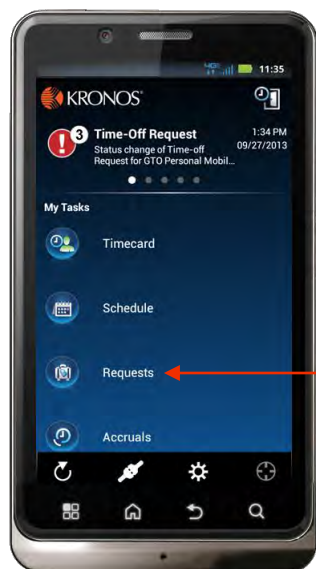 4G 11:35
KRONOS
3 Time-Off Request 1:34 PM
Status change of Time-off 09/27/2013
Request for GTO Personal Mobil...
My Tasks
Timecard
Schedule
Requests
Accruals